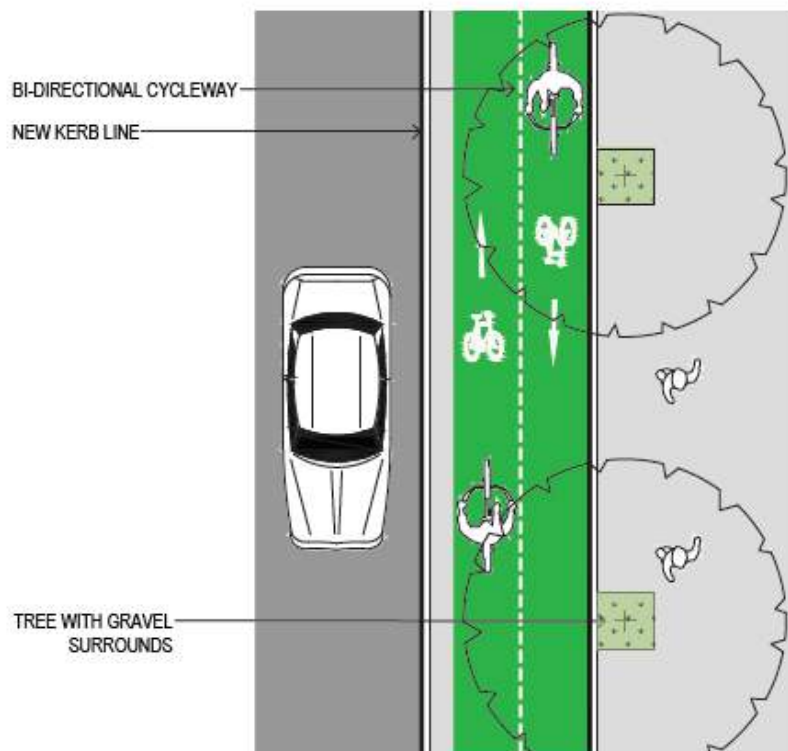 BI-DIRECTIONAL CYCLEWAY
NEW KERB LINE
TREE WITH GRAVEL
SURROUNDS